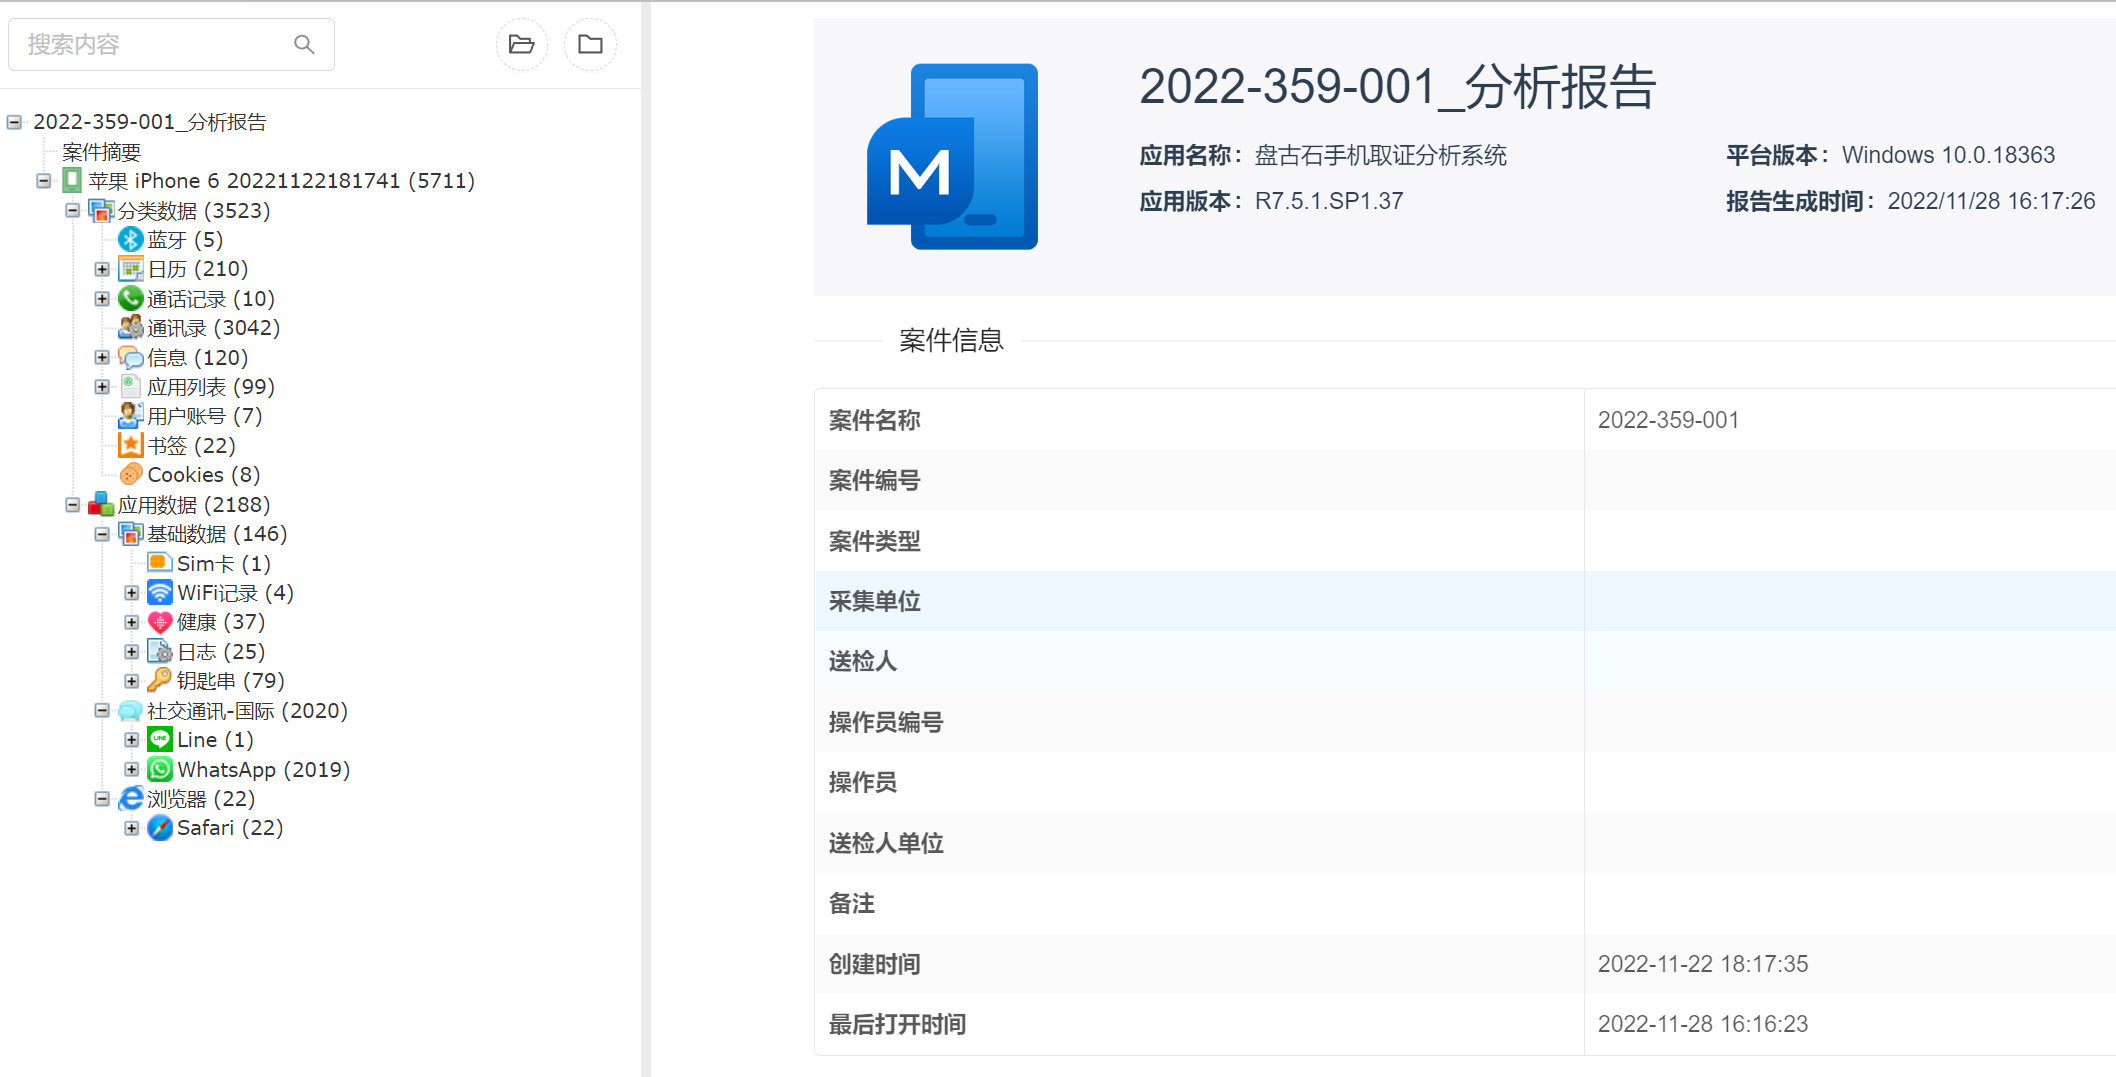 搜索内容
2022-359-001_分析报告
案件摘要
苹果 iPhone 6 20221122181741 (5711)
分类数据 (3523)
蓝牙 (5)
日历 (210)
通话记录 (10)
通讯录 (3042)
信息 (120)
应用列表 (99)
用户账号 (7)
书签 (22)
Cookies (8)
应用数据 (2188)
基础数据 (146)
Sim卡 (1)
WiFi记录 (4)
健康 (37)
日志 (25)
钥匙串 (79)
社交通讯-国际 (2020)
LINE
Line (1)
WhatsApp (2019)
浏览器 (22)
Safari (22)
M
2022-359-001_分析报告
应用名称： 盘古石手机取证分析系统
平台版本： Windows 10.0.18363
应用版本： R7.5.1.SP1.37
报告生成时间： 2022/11/28 16:17:26
案件信息
案件名称 2022-359-001
案件编号
案件类型
采集单位
送检人
操作员编号
操作员
送检人单位
备注
创建时间 2022-11-22 18:17:35
最后打开时间 2022-11-28 16:16:23